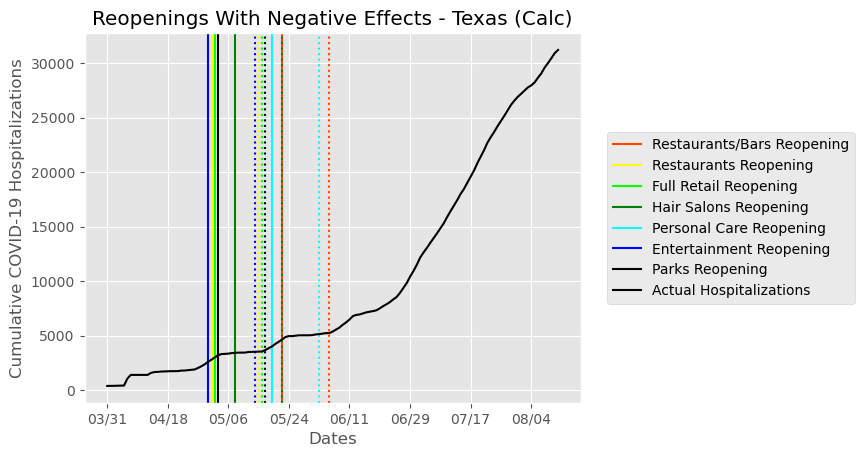 Reopenings With Negative Effects - Texas (Calc)
Cumulative COVID-19 Hospitalizations
30000
25000
20000
15000
10000
5000
0
03/31 04/18 05/06 05/24 06/11 06/29 07/17 08/04
Dates
Restaurants/Bars Reopening
Restaurants Reopening
Full Retail Reopening
Hair Salons Reopening
Personal Care Reopening
Entertainment Reopening
Parks Reopening
Actual Hospitalizations